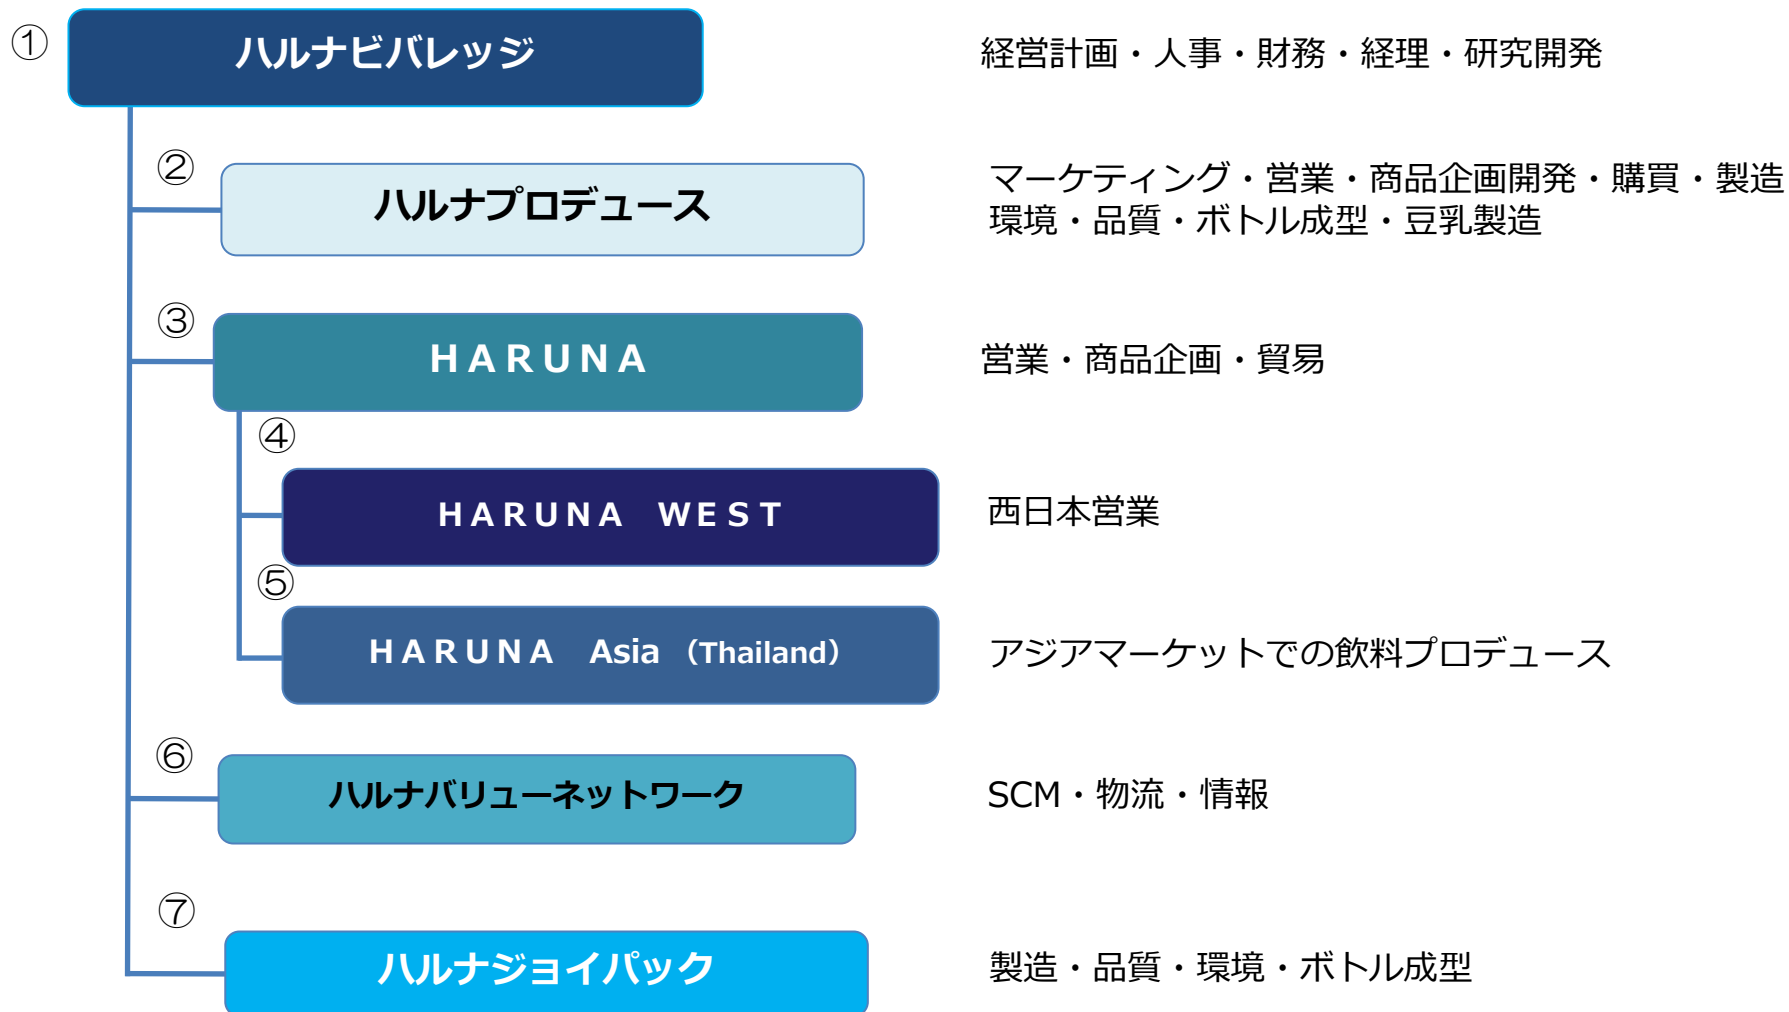 ①
ハルナビバレッジ
経営計画・人事・財務・経理・研究開発
②
ハルナプロデュース
マーケティング・営業・商品企画開発・購買・製造
環境・品質・ボトル成型・豆乳製造
③
ＨＡＲＵＮＡ
営業・商品企画・貿易
④
ＨＡＲＵＮＡ　ＷＥＳＴ
西日本営業
⑤
ＨＡＲＵＮＡ　Asia（Thailand）
アジアマーケットでの飲料プロデュース
⑥
ハルナバリューネットワーク
SCM・物流・情報
⑦
ハルナジョイパック
製造・品質・環境・ボトル成型